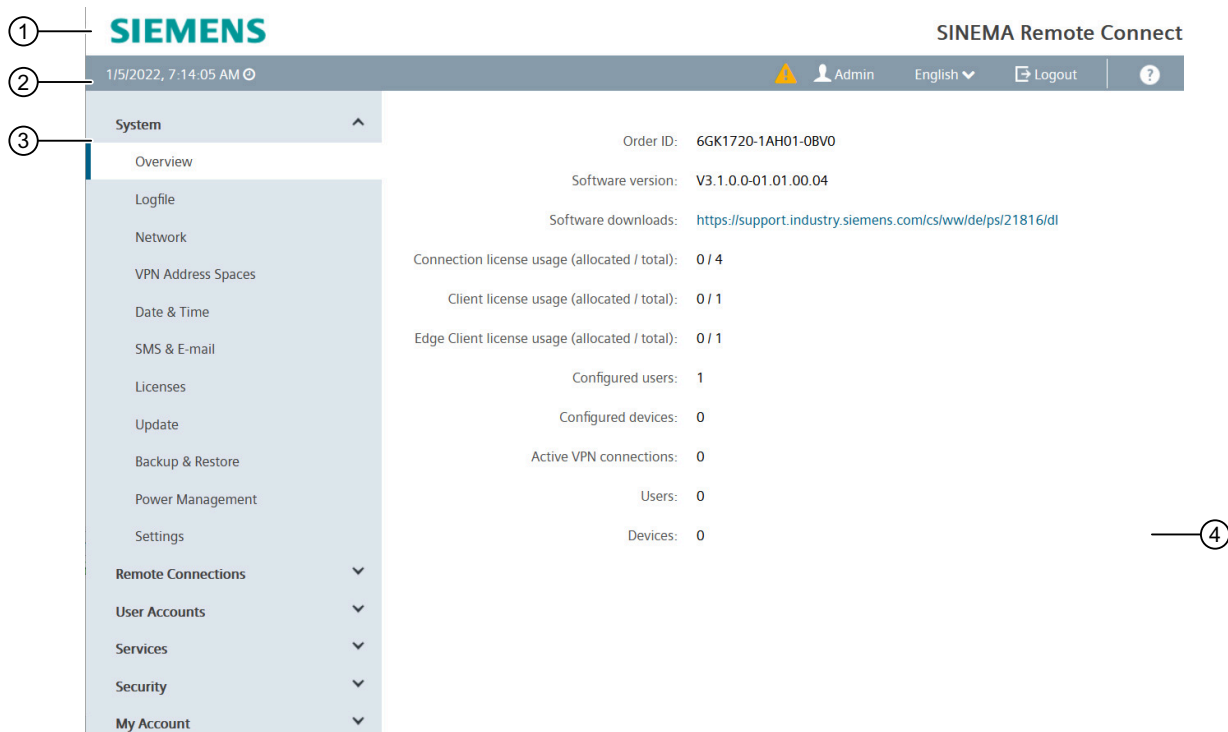 1
SIEMENS
SINEMA Remote Connect
2
1/5/2022, 7:14:05 AM
Admin
English
Logout
?
3
System
Overview
Logfile
Network
VPN Address Spaces
Date & Time
SMS & E-mail
Licenses
Update
Backup & Restore
Power Management
Settings
Remote Connections
User Accounts
Services
Security
My Account
Order ID: 6GK1720-1AH01-0BV0
Software version: V3.1.0.0-01.01.00.04
Software downloads: https://support.industry.siemens.com/cs/ww/de/ps/21816/dl
Connection license usage (allocated / total): 0 / 4
Client license usage (allocated / total): 0 / 1
Edge Client license usage (allocated / total): 0 / 1
Configured users: 1
Configured devices: 0
Active VPN connections: 0
Users: 0
Devices: 0
4